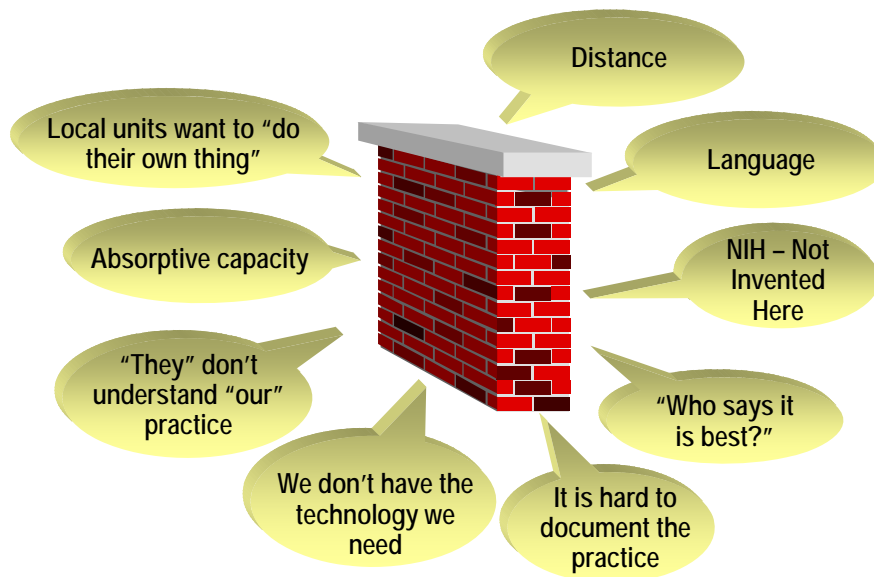 Distance
Local units want to “do
their own thing”
Language
Absorptive capacity
NIH – Not
Invented
Here
“They” don’t
understand “our”
practice
“Who says it
is best?”
We don’t have the
technology we
need
It is hard to
document the
practice